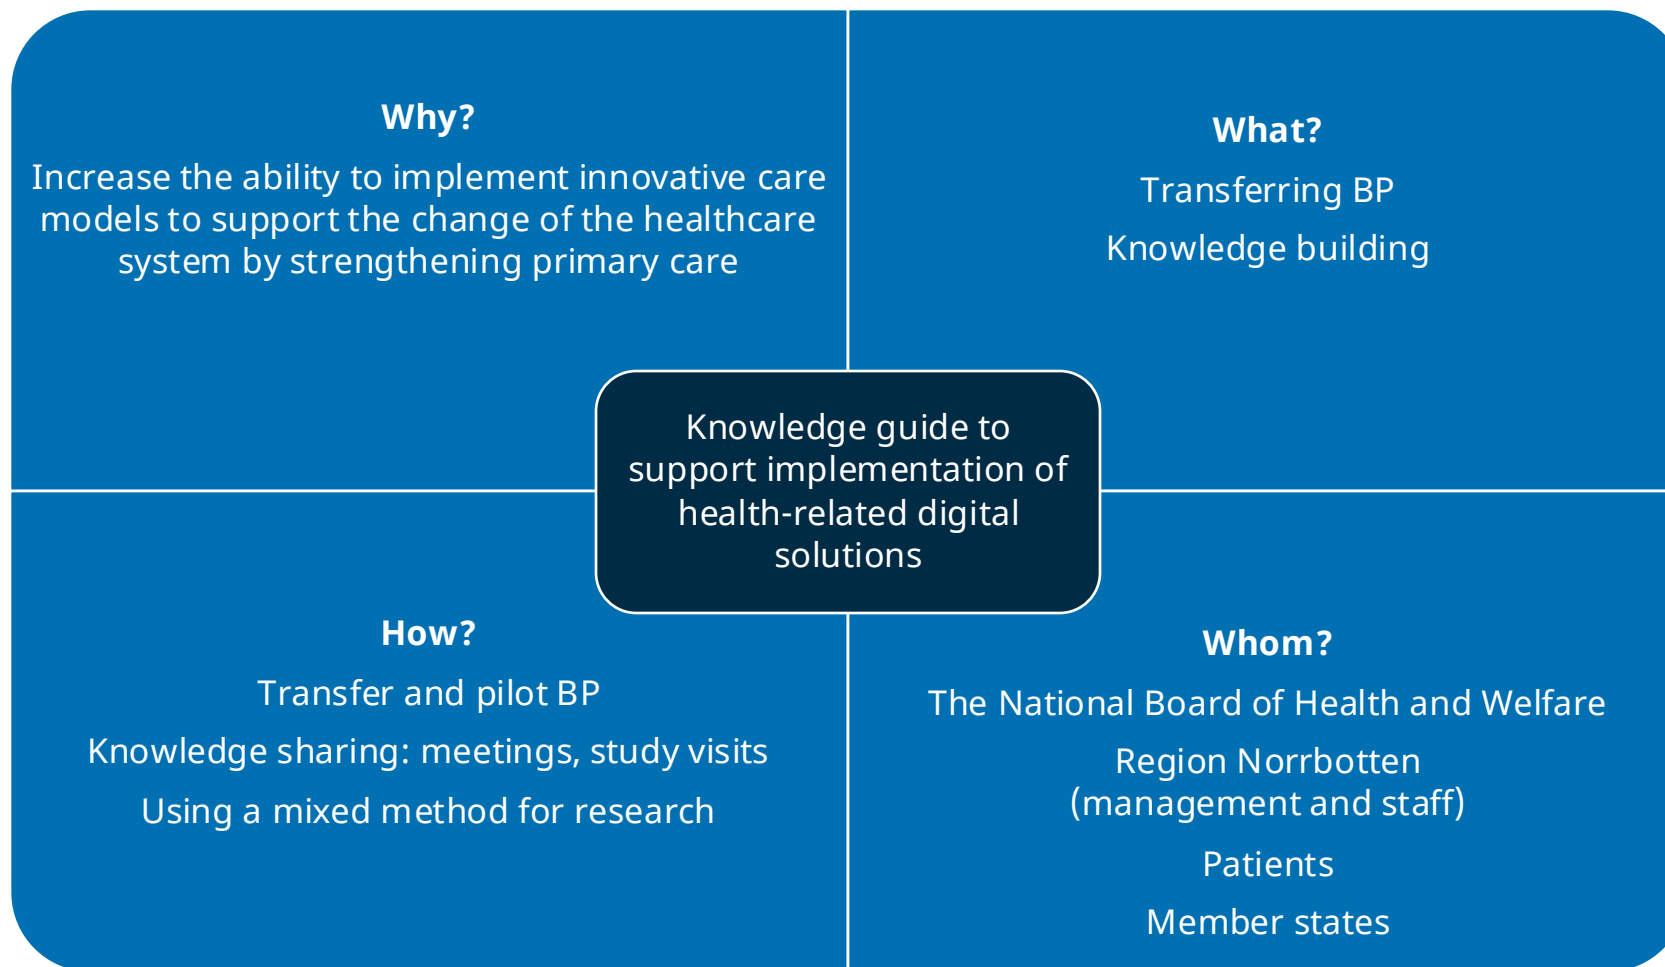 Why?
Increase the ability to implement innovative care
models to support the change of the healthcare
system by strengthening primary care
What?
Transferring BP
Knowledge building
Knowledge guide to
support implementation of
health-related digital
solutions
How?
Transfer and pilot BP
Knowledge sharing: meetings, study visits
Using a mixed method for research
Whom?
The National Board of Health and Welfare
Region Norrbotten
(management and staff)
Patients
Member states